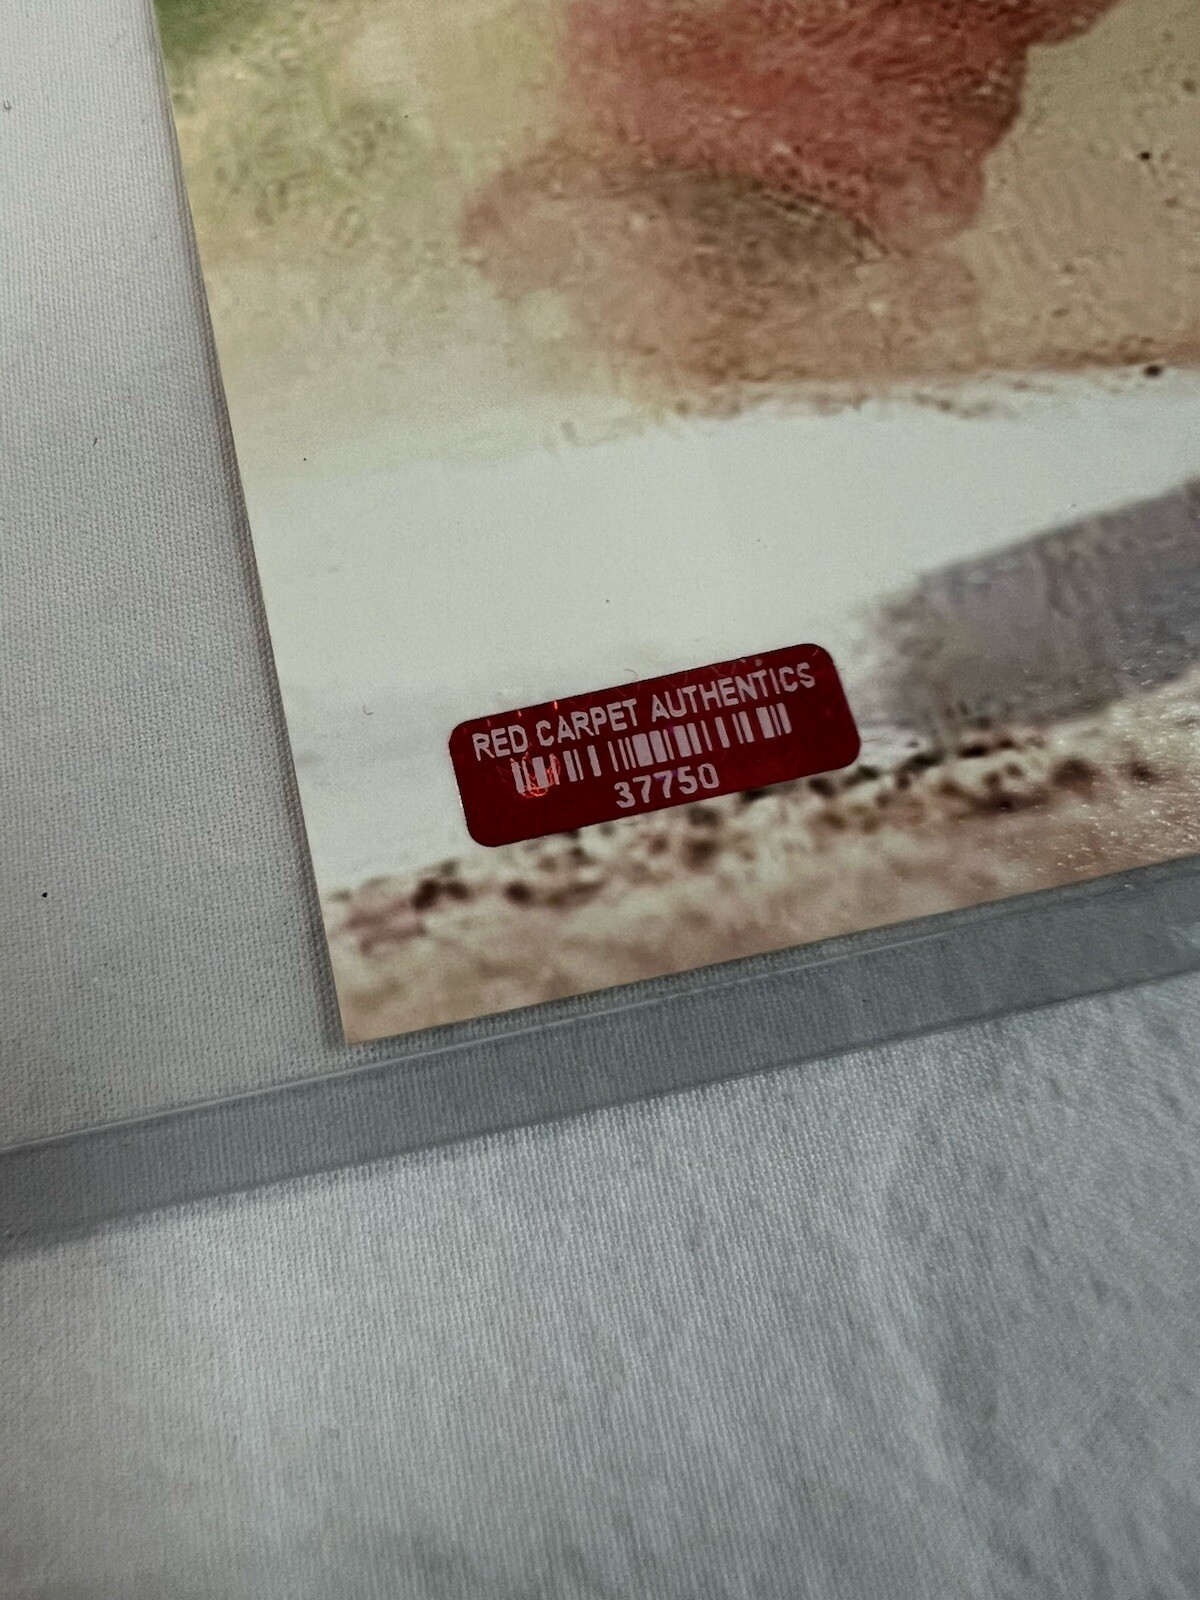 RED CARPET AUTHENTICS
37750